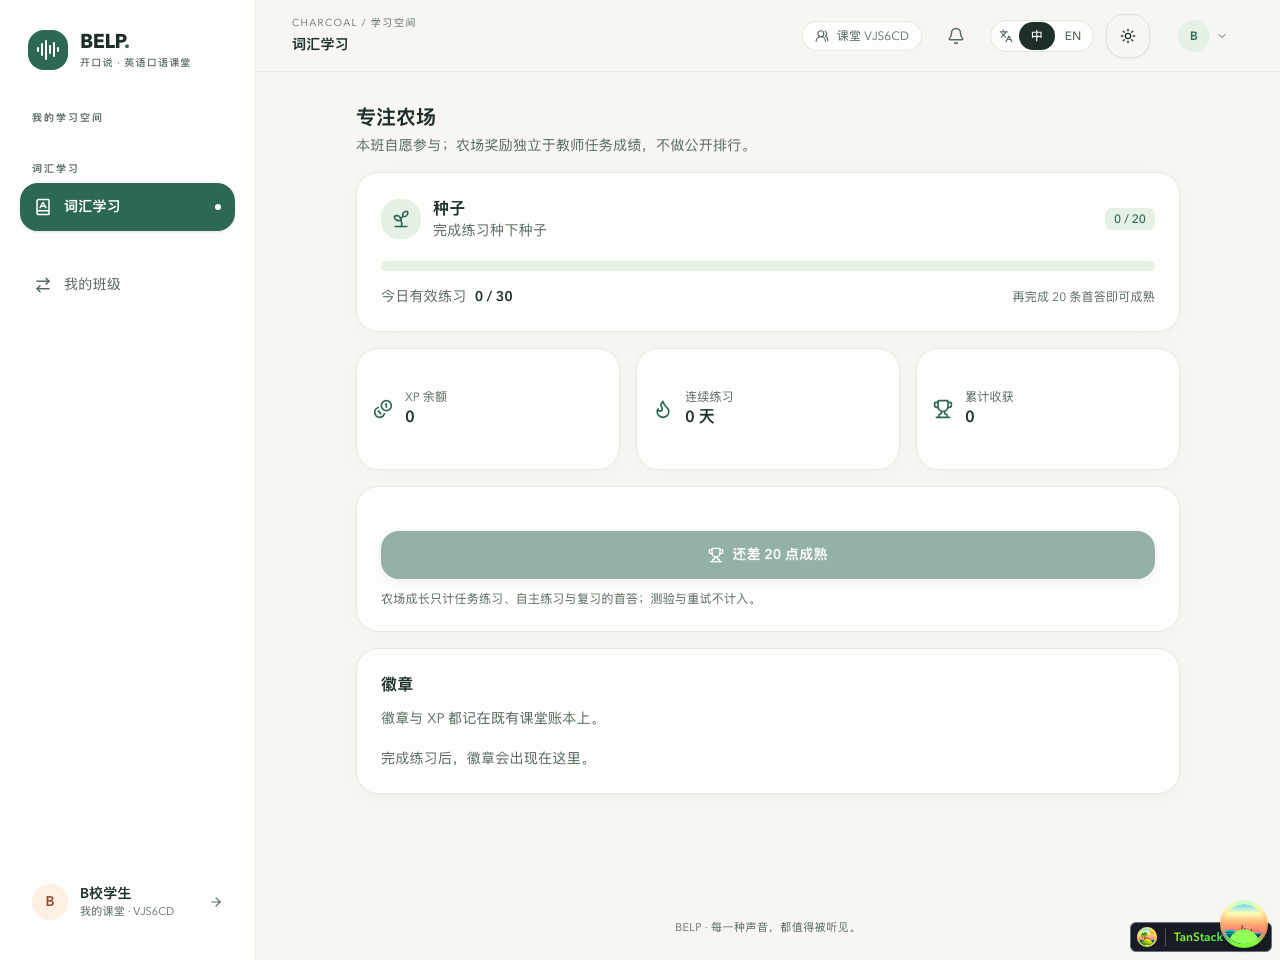 BELP.
开口说 · 英语口语课堂
我的学习空间
词汇学习
词汇学习
我的班级
B
B校学生
我的课堂 · VJS6CD
CHARCOAL / 学习空间
词汇学习
课堂 VJS6CD
中
EN
B
专注农场
本班自愿参与；农场奖励独立于教师任务成绩，不做公开排行。
种子
完成练习种下种子
0 / 20
今日有效练习 0 / 30
再完成 20 条首答即可成熟
XP 余额
0
连续练习
0 天
累计收获
0
还差 20 点成熟
农场成长只计任务练习、自主练习与复习的首答；测验与重试不计入。
徽章
徽章与 XP 都记在既有课堂账本上。
完成练习后，徽章会出现在这里。
BELP · 每一种声音，都值得被听见。
TanStack